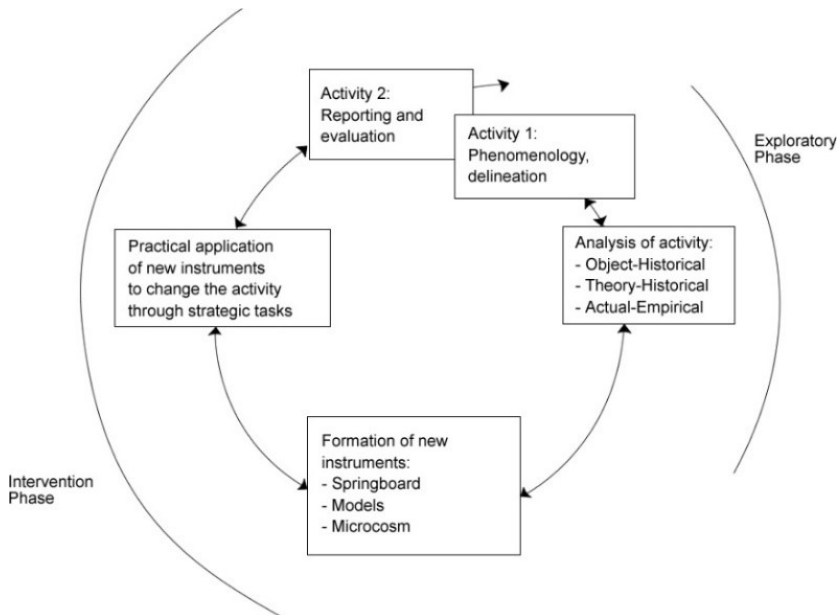 Activity 2:
Reporting and
evaluation
Activity 1:
Phenomenology,
delineation
Exploratory
Phase
Analysis of activity:
- Object-Historical
- Theory-Historical
- Actual-Empirical
Practical application
of new instruments
to change the activity
through strategic tasks
Formation of new
instruments:
- Springboard
- Models
- Microcosm
Intervention
Phase